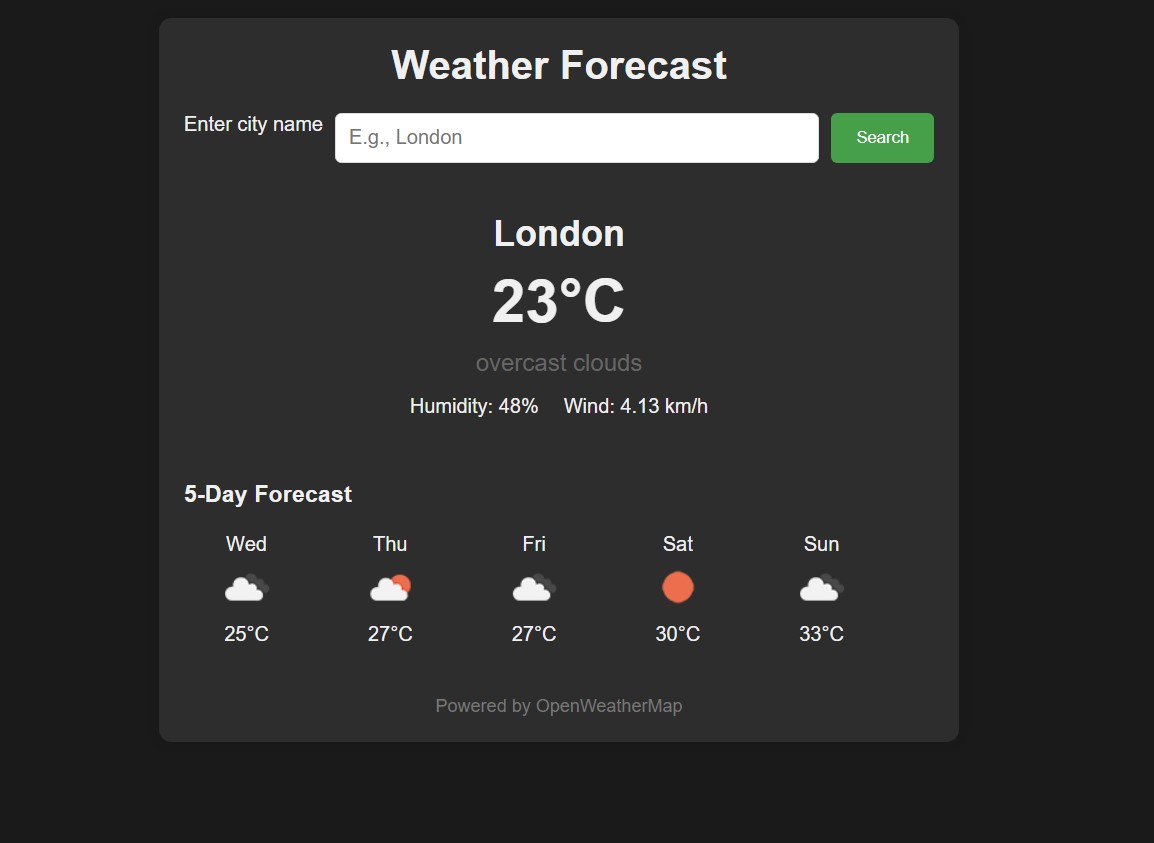 Weather Forecast
Enter city name E.g., London Search
London
23°C
overcast clouds
Humidity: 48% Wind: 4.13 km/h
5-Day Forecast
Wed Thu Fri Sat Sun
25°C 27°C 27°C 30°C 33°C
Powered by OpenWeatherMap